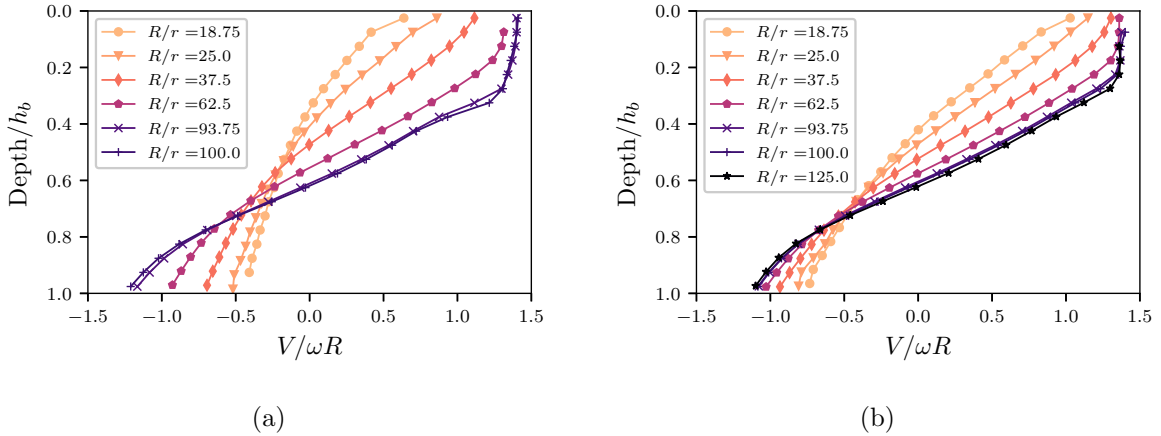 0.0
0.2
0.4
0.6
0.8
1.0
Depth/h_b
R/r =18.75
R/r =25.0
R/r =37.5
R/r =62.5
R/r =93.75
R/r =100.0
−1.5 −1.0 −0.5 0.0 0.5 1.0 1.5
V/ωR
(a)
0.0
0.2
0.4
0.6
0.8
1.0
Depth/h_b
R/r =18.75
R/r =25.0
R/r =37.5
R/r =62.5
R/r =93.75
R/r =100.0
R/r =125.0
−1.5 −1.0 −0.5 0.0 0.5 1.0 1.5
V/ωR
(b)